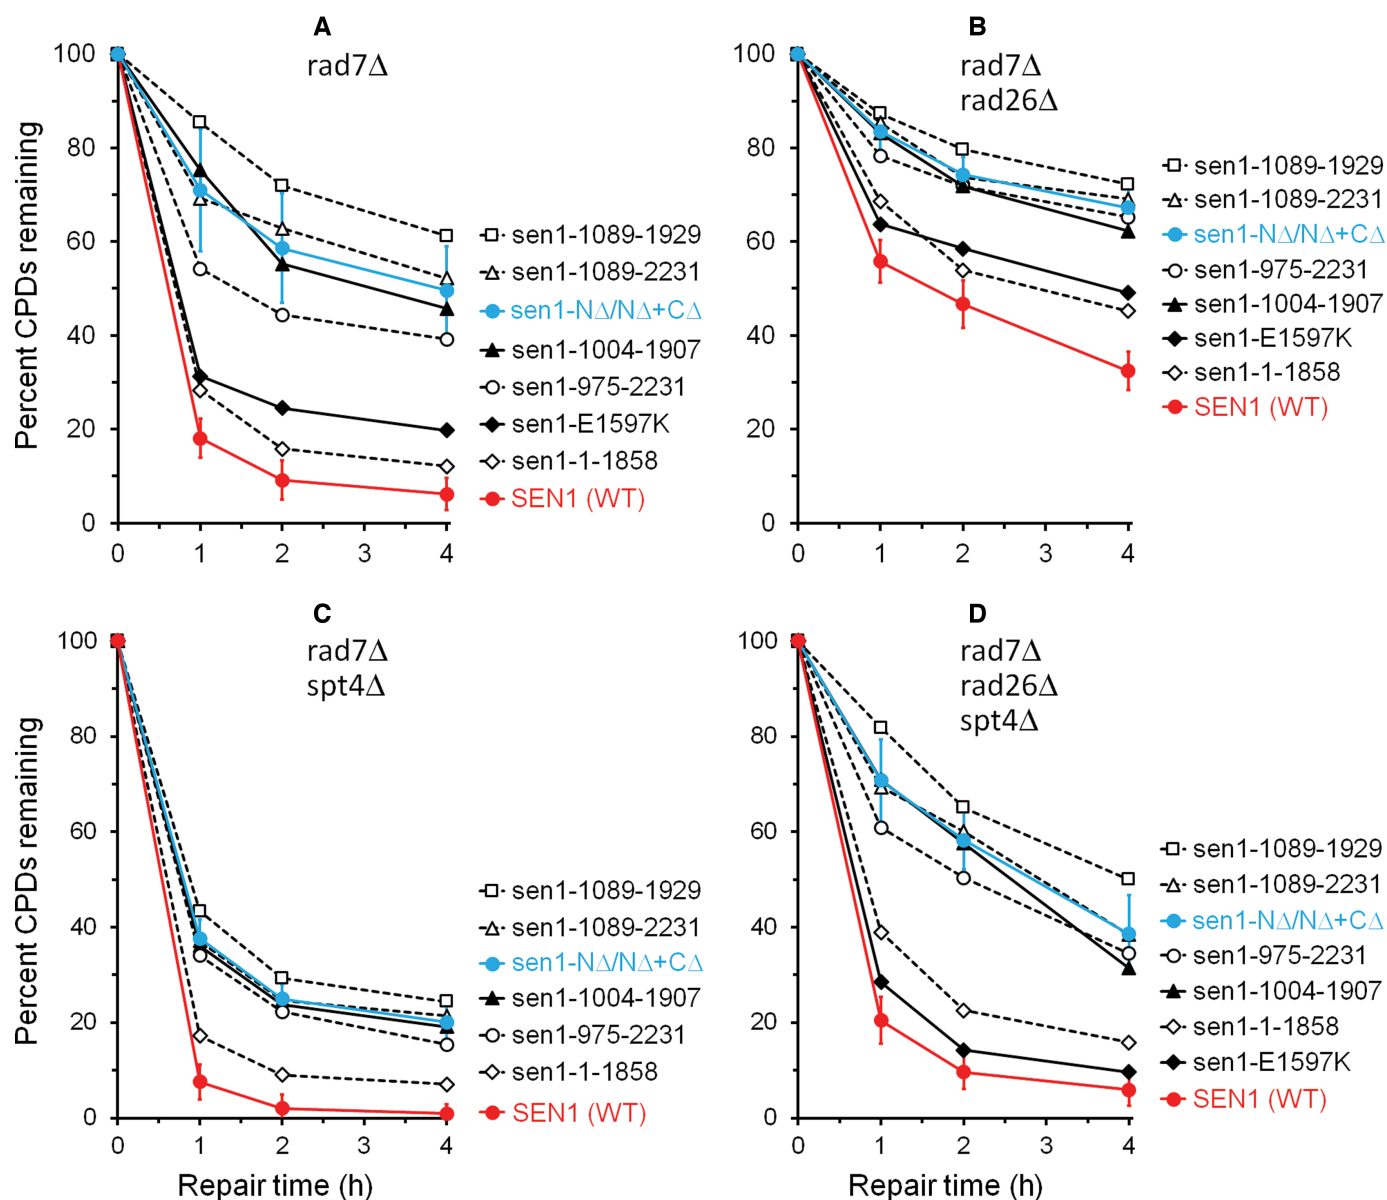 A
rad7Δ
Percent CPDs remaining
100
80
60
40
20
0
0 1 2 3 4
sen1-1089-1929
sen1-1089-2231
sen1-NΔ/NΔ+CΔ
sen1-1004-1907
sen1-975-2231
sen1-E1597K
sen1-1-1858
SEN1 (WT)
B
rad7Δ
rad26Δ
100
80
60
40
20
0
0 1 2 3 4
sen1-1089-1929
sen1-1089-2231
sen1-NΔ/NΔ+CΔ
sen1-975-2231
sen1-1004-1907
sen1-E1597K
sen1-1-1858
SEN1 (WT)
C
rad7Δ
spt4Δ
Percent CPDs remaining
100
80
60
40
20
0
0 1 2 3 4
Repair time (h)
sen1-1089-1929
sen1-1089-2231
sen1-NΔ/NΔ+CΔ
sen1-1004-1907
sen1-975-2231
sen1-1-1858
SEN1 (WT)
D
rad7Δ
rad26Δ
spt4Δ
100
80
60
40
20
0
0 1 2 3 4
Repair time (h)
sen1-1089-1929
sen1-1089-2231
sen1-NΔ/NΔ+CΔ
sen1-975-2231
sen1-1004-1907
sen1-1-1858
sen1-E1597K
SEN1 (WT)